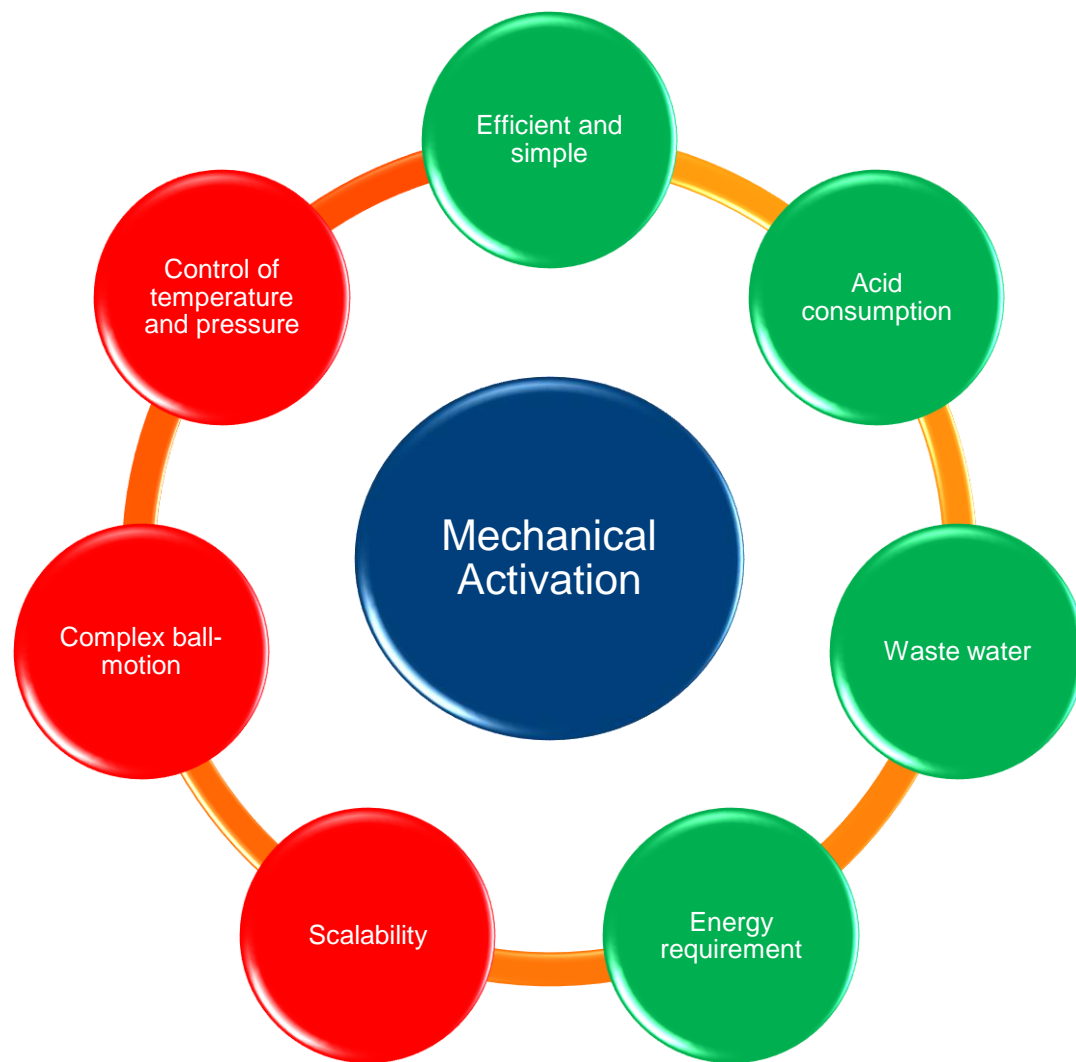 Efficient and
simple
Acid
consumption
Waste water
Energy
requirement
Scalability
Complex ball-
motion
Control of
temperature
and pressure
Mechanical
Activation